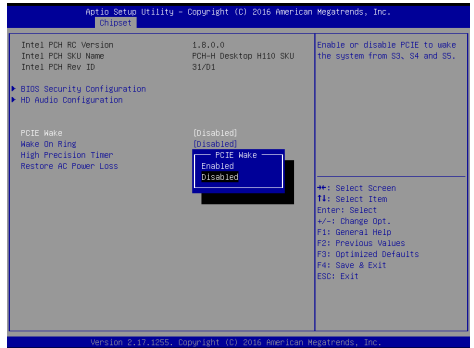 Aptio Setup Utility – Copyright (C) 2016 American Megatrends, Inc.
Chipset
Intel PCH RC Version 1.8.0.0
Intel PCH SKU Name PCH-H Desktop H110 SKU
Intel PCH Rev ID 31/D1
BIOS Security Configuration
HD Audio Configuration
PCIE Wake [Disabled]
Wake On Ring [Disabled]
High Precision Timer
Restore AC Power Loss
PCIE Wake
Enabled
Disabled
Enable or disable PCIE to wake
the system from S3, S4 and S5.
→←: Select Screen
↑↓: Select Item
Enter: Select
+/-: Change Opt.
F1: General Help
F2: Previous Values
F3: Optimized Defaults
F4: Save & Exit
ESC: Exit
Version 2.17.1255. Copyright (C) 2016 American Megatrends, Inc.